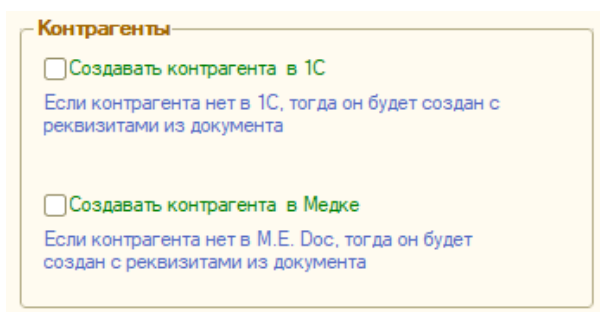 Контрагенты
Создавать контрагента в 1С
Если контрагента нет в 1С, тогда он будет создан с
реквизитами из документа
Создавать контрагента в Медке
Если контрагента нет в M.E. Doc, тогда он будет
создан с реквизитами из документа